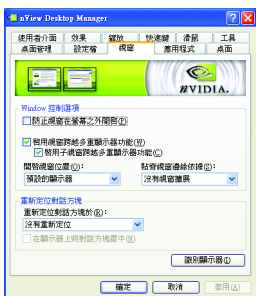 nView Desktop Manager
使用者介面 效果 縮放 快速鍵 滑鼠 工具
桌面管理 設定檔 視窗 應用程式 桌面
NVIDIA.
Window 控制選項
防止視窗在螢幕之外開啟(P)
啟用視窗跨越多重顯示器功能(W)
啟用子視窗跨越多重顯示器功能(C)
開啟視窗位置(O): 貼齊視窗邊緣依據(S):
預設的顯示器 沒有視窗擴展
重新定位對話方塊
重新定位對話方塊於(R):
沒有重新定位
在顯示器上將對話方塊置中(N)
識別顯示器(I)
確定 取消 套用(A)